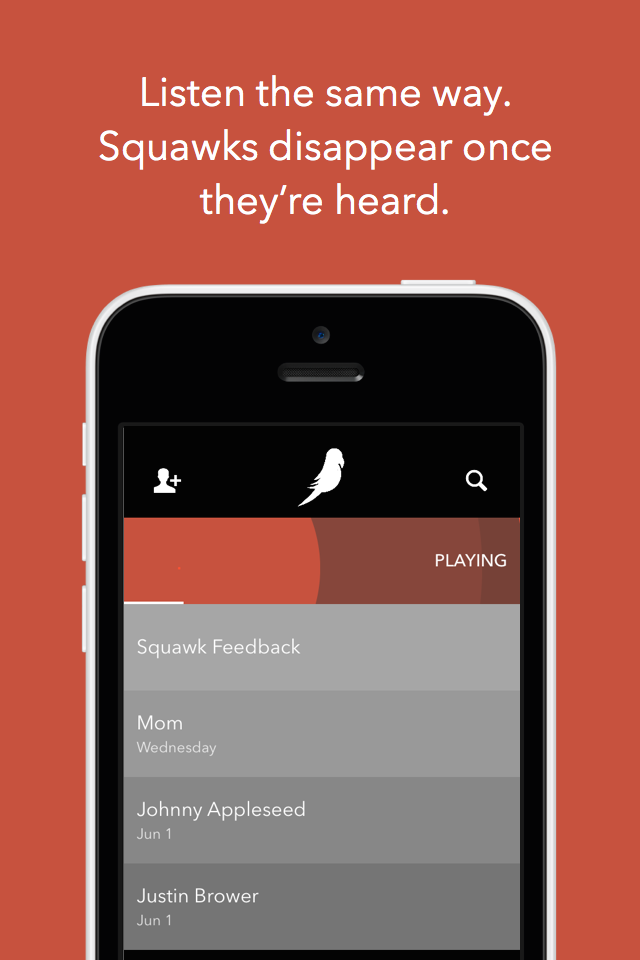 Listen the same way.
Squawks disappear once
they’re heard.
PLAYING
Squawk Feedback
Mom
Wednesday
Johnny Appleseed
Jun 1
Justin Brower
Jun 1